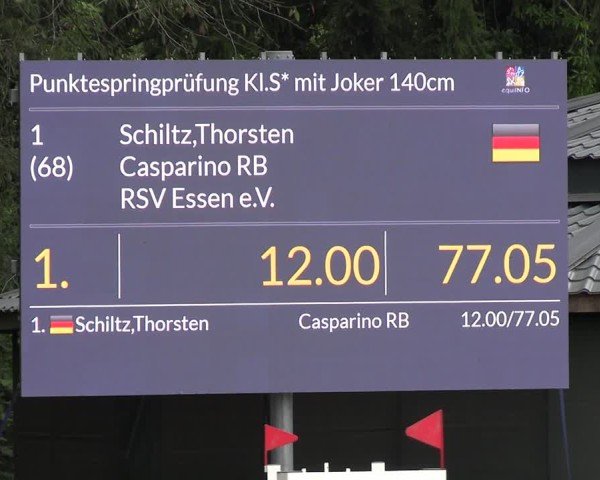 Punktespringprüfung Kl.S* mit Joker 140cm
equiNFO
1 Schiltz,Thorsten
(68) Casparino RB
RSV Essen e.V.
1. 12.00 77.05
1. Schiltz,Thorsten Casparino RB 12.00/77.05